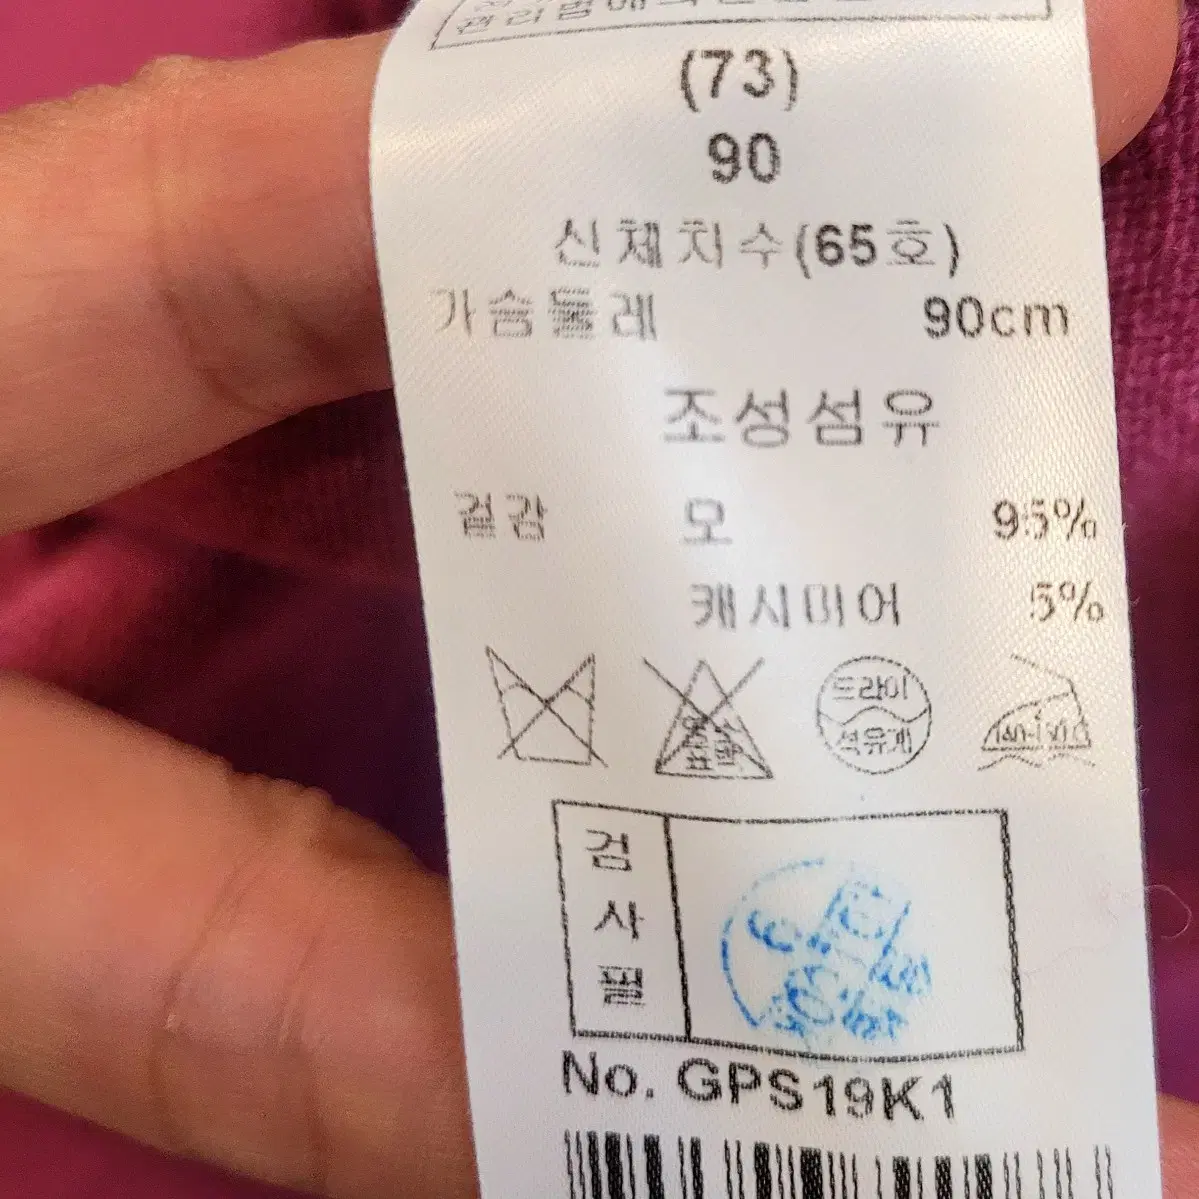 (73)
90
신체치수(65호)
가슴둘레 90cm
조성섬유
겉감 모 95%
캐시미어 5%
드라이
석유계
검
사
필
No. GPS19K1